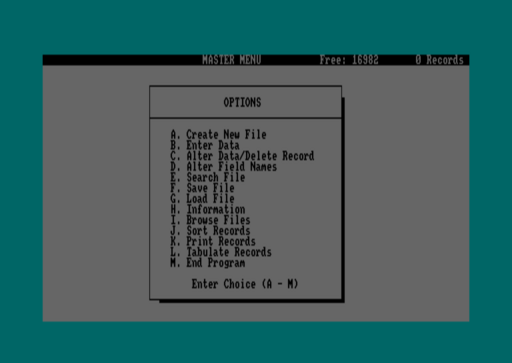 MASTER MENU Free: 16982 0 Records
OPTIONS
A. Create New File
B. Enter Data
C. Alter Data/Delete Record
D. Alter Field Names
E. Search File
F. Save File
G. Load File
H. Information
I. Browse Files
J. Sort Records
K. Print Records
L. Tabulate Records
M. End Program
Enter Choice (A - M)